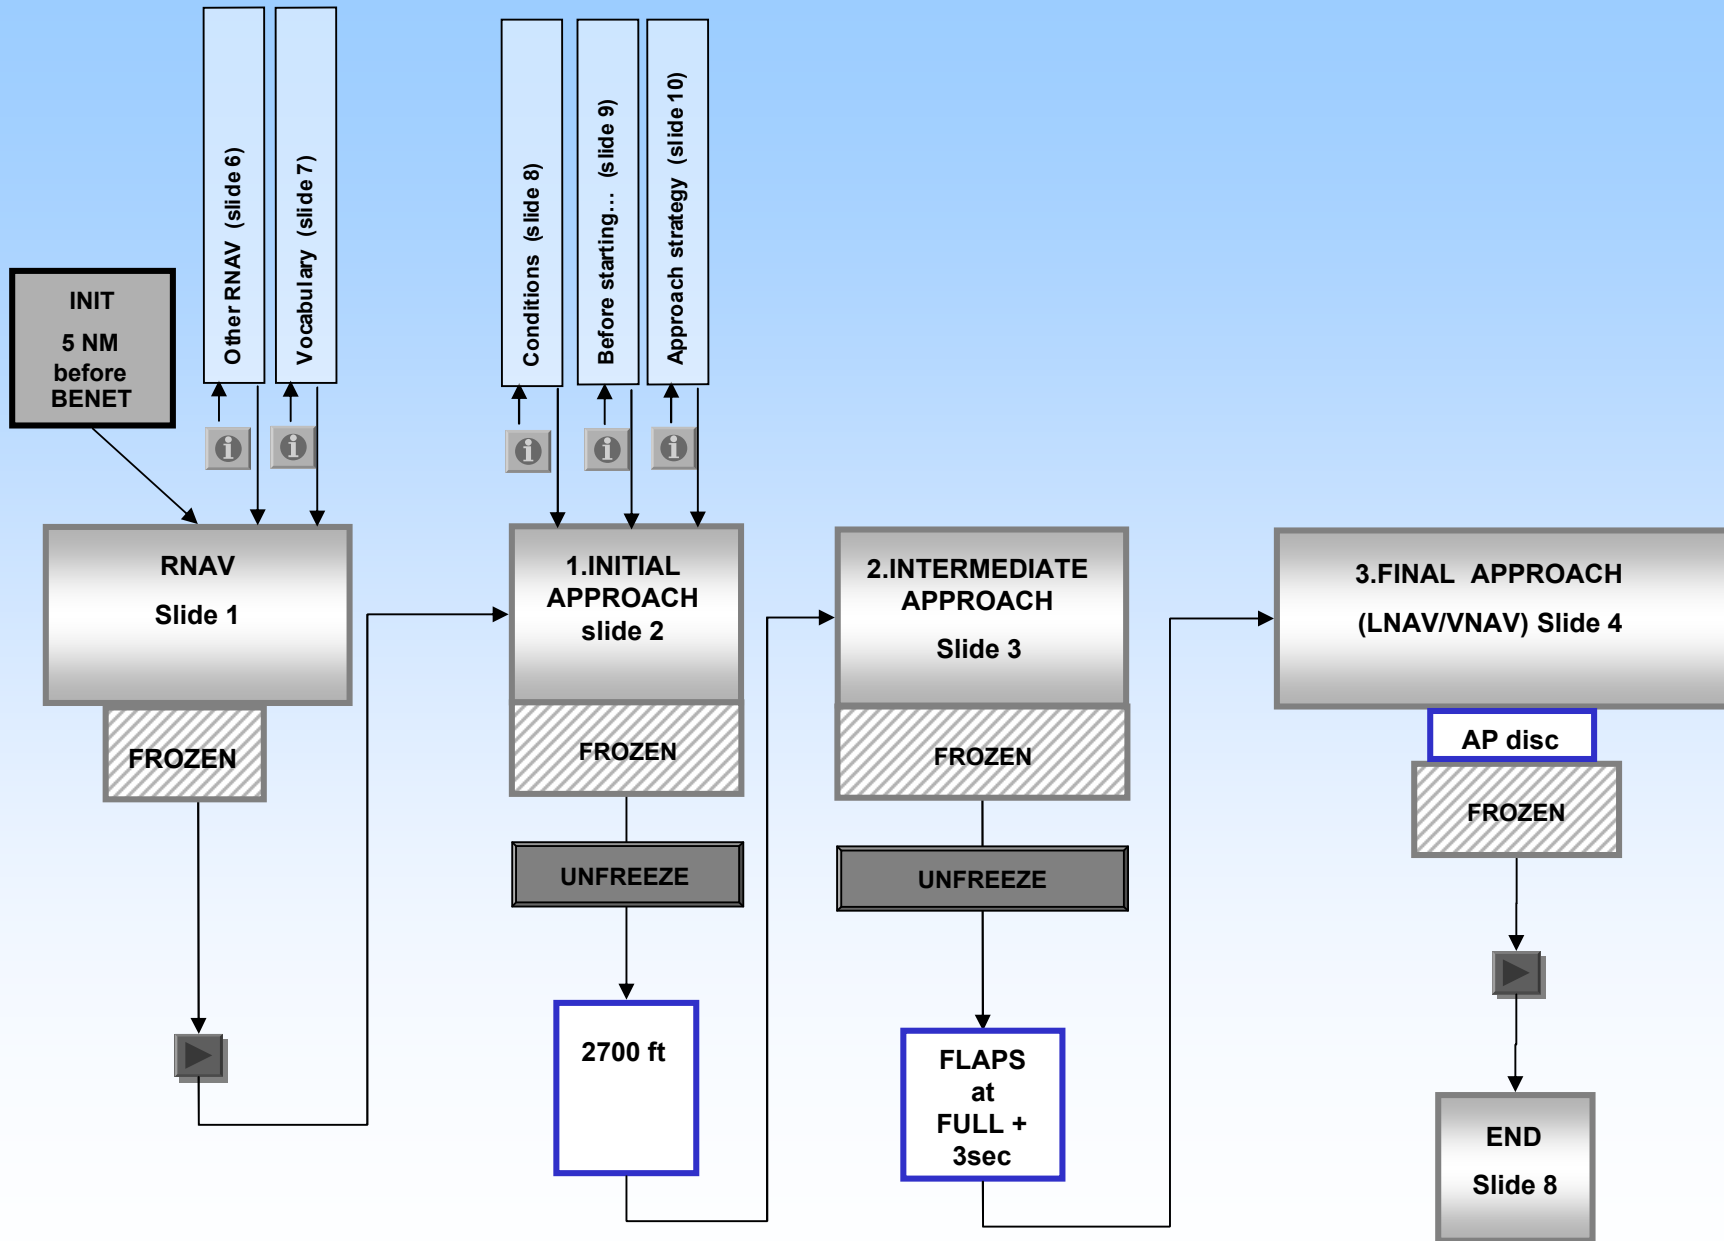 Other RNAV (slide 6)
Vocabulary (slide 7)
Conditions (slide 8)
Before starting... (slide 9)
Approach strategy (slide 10)
INIT
5 NM
before
BENET
RNAV
Slide 1
FROZEN
1.INITIAL
APPROACH
slide 2
FROZEN
UNFREEZE
2700 ft
2.INTERMEDIATE
APPROACH
Slide 3
FROZEN
UNFREEZE
FLAPS
at
FULL +
3sec
3.FINAL APPROACH
(LNAV/VNAV) Slide 4
AP disc
FROZEN
END
Slide 8